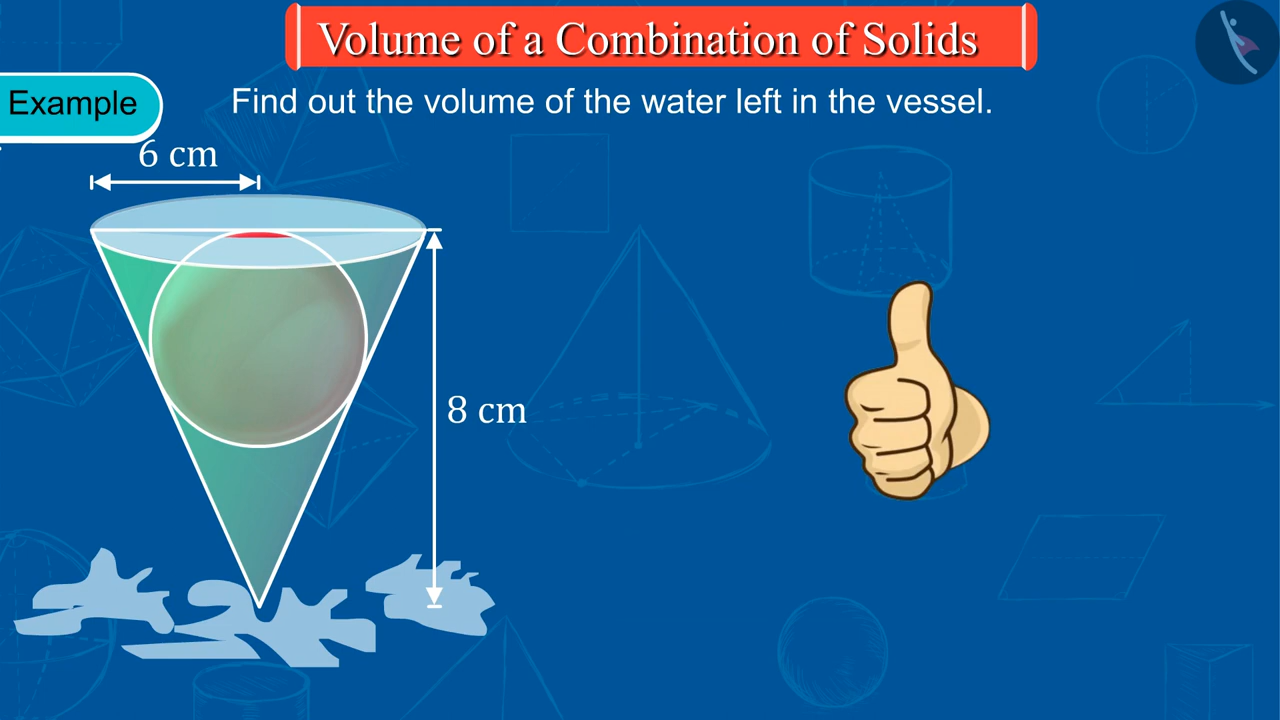 Volume of a Combination of Solids
Example
Find out the volume of the water left in the vessel.
6 cm
8 cm